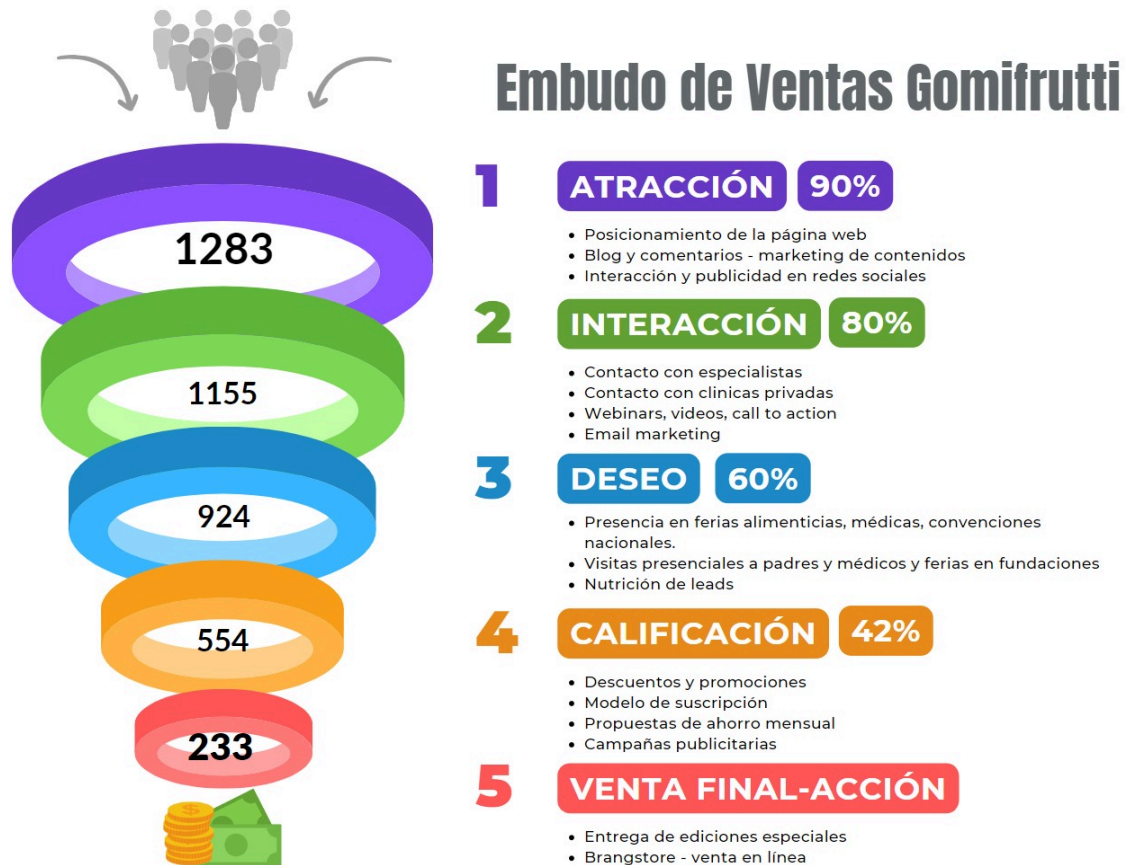 Embudo de Ventas Gomifrutti
1283
1155
924
554
233
1 ATRACCIÓN 90%
• Posicionamiento de la página web
• Blog y comentarios - marketing de contenidos
• Interacción y publicidad en redes sociales
2 INTERACCIÓN 80%
• Contacto con especialistas
• Contacto con clinicas privadas
• Webinars, videos, call to action
• Email marketing
3 DESEO 60%
• Presencia en ferias alimenticias, médicas, convenciones
nacionales.
• Visitas presenciales a padres y médicos y ferias en fundaciones
• Nutrición de leads
4 CALIFICACIÓN 42%
• Descuentos y promociones
• Modelo de suscripción
• Propuestas de ahorro mensual
• Campañas publicitarias
5 VENTA FINAL-ACCIÓN
• Entrega de ediciones especiales
• Brangstore - venta en línea